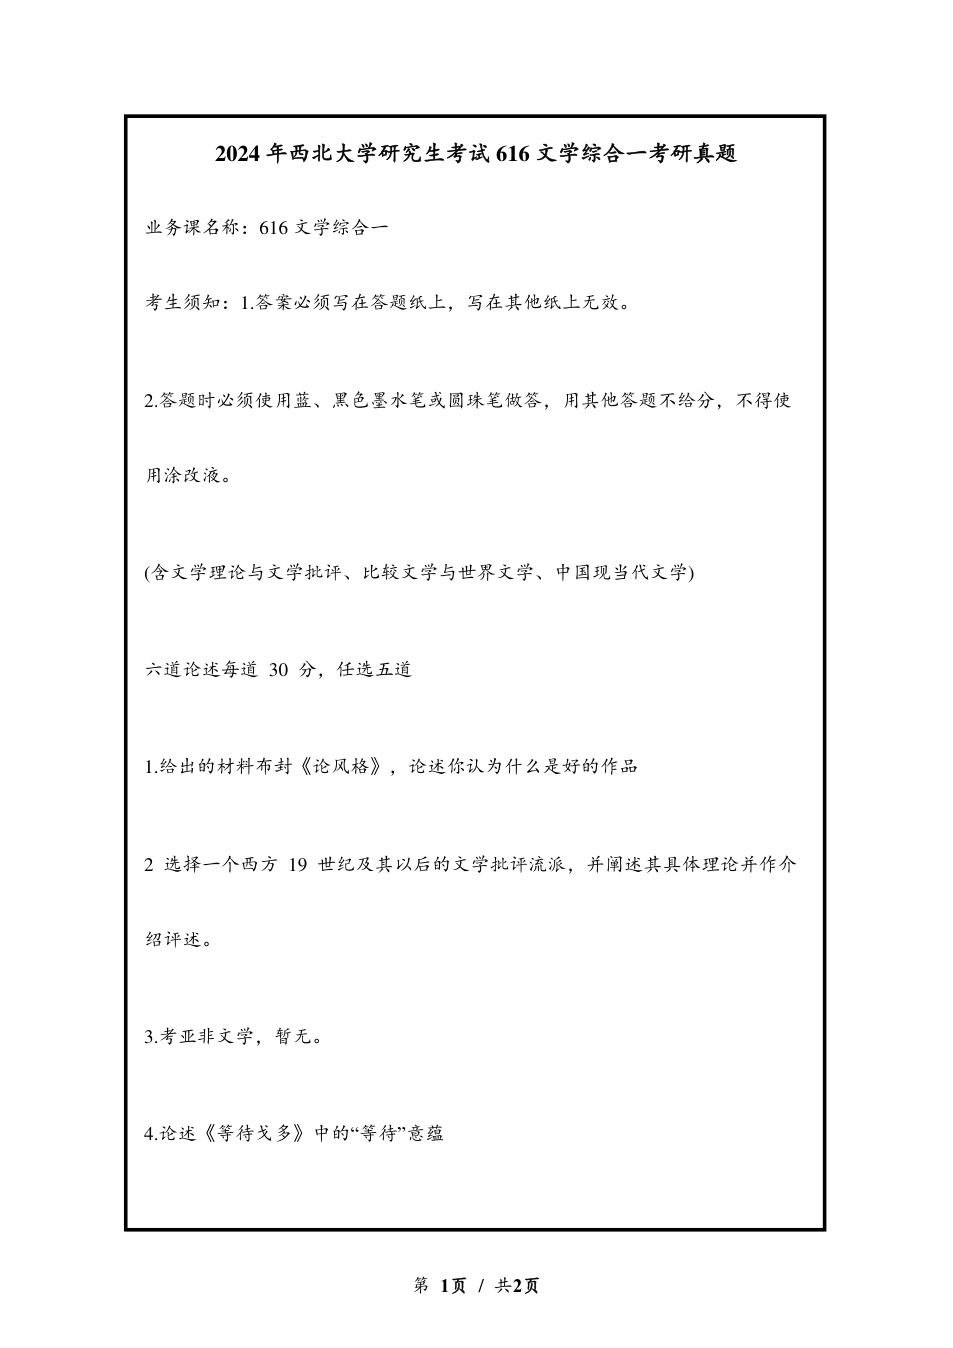 2024 年西北大学研究生考试 616 文学综合一考研真题
业务课名称：616 文学综合一
考生须知：1.答案必须写在答题纸上，写在其他纸上无效。
2.答题时必须使用蓝、黑色墨水笔或圆珠笔做答，用其他答题不给分，不得使
用涂改液。
(含文学理论与文学批评、比较文学与世界文学、中国现当代文学)
六道论述每道 30 分，任选五道
1.给出的材料布封《论风格》，论述你认为什么是好的作品
2 选择一个西方 19 世纪及其以后的文学批评流派，并阐述其具体理论并作介
绍评述。
3.考亚非文学，暂无。
4.论述《等待戈多》中的“等待”意蕴
第 1页 / 共2页